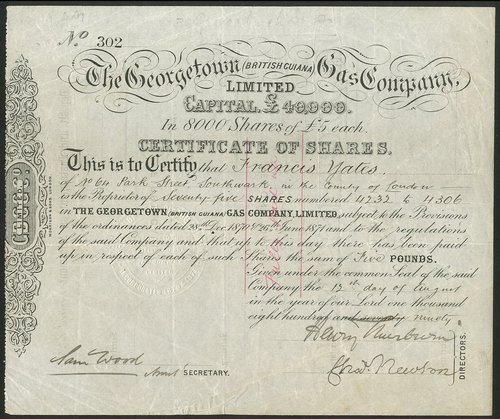 No 302
The Georgetown (BRITISH GUIANA) Gas Company,
LIMITED
CAPITAL £40,000.
In 8000 Shares of £5 each.
CERTIFICATE OF SHARES.
This is to Certify that Francis Yates,
of No 64 Park Street, Southwark, in the County of London
is the Proprietor of Seventy five SHARES numbered 4232 to 4306
in THE GEORGETOWN (BRITISH GUIANA) GAS COMPANY, LIMITED, subject to the Provisions
of the ordinances dated 28th Dec 1870 & 26th June 1871 and to the regulations
of the said Company and that up to this day there has been paid
up in respect of each of such Shares the sum of Five POUNDS.
Given under the common Seal of the said
Company the 13th day of August
in the year of our Lord one thousand
eight hundred and seventy ninety
Henry
Sam Wood
SECRETARY.
Chas. Newson
DIRECTORS.